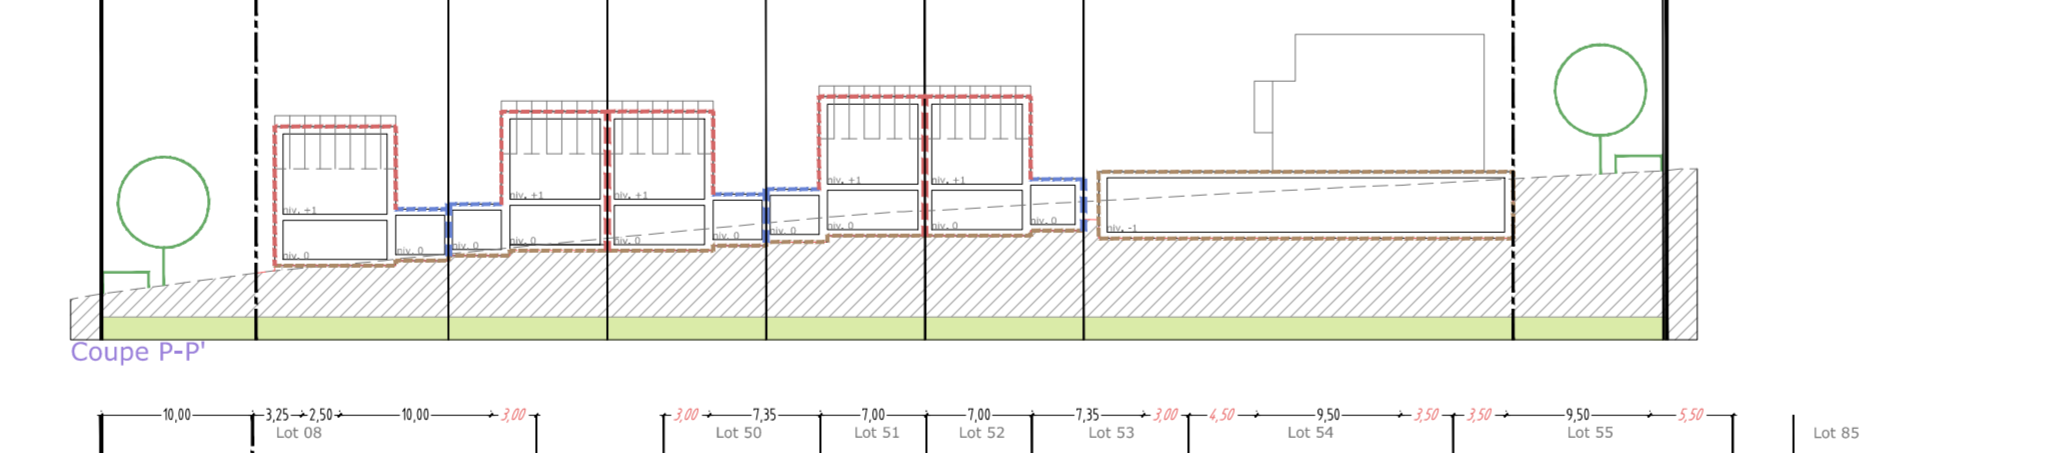 niv. +1
niv. +1
niv. +1
niv. +1
niv. +1
niv. 0
niv. 0
niv. 0
niv. 0
niv. 0
niv. 0
niv. 0
niv. 0
niv. 0
niv. 0
niv. -1
Coupe P-P'
10,00 3,25 2,50 10,00 3,00 3,00 7,35 7,00 7,00 7,35 3,00 4,50 9,50 3,50 3,50 9,50 5,50
Lot 08 Lot 50 Lot 51 Lot 52 Lot 53 Lot 54 Lot 55 Lot 85